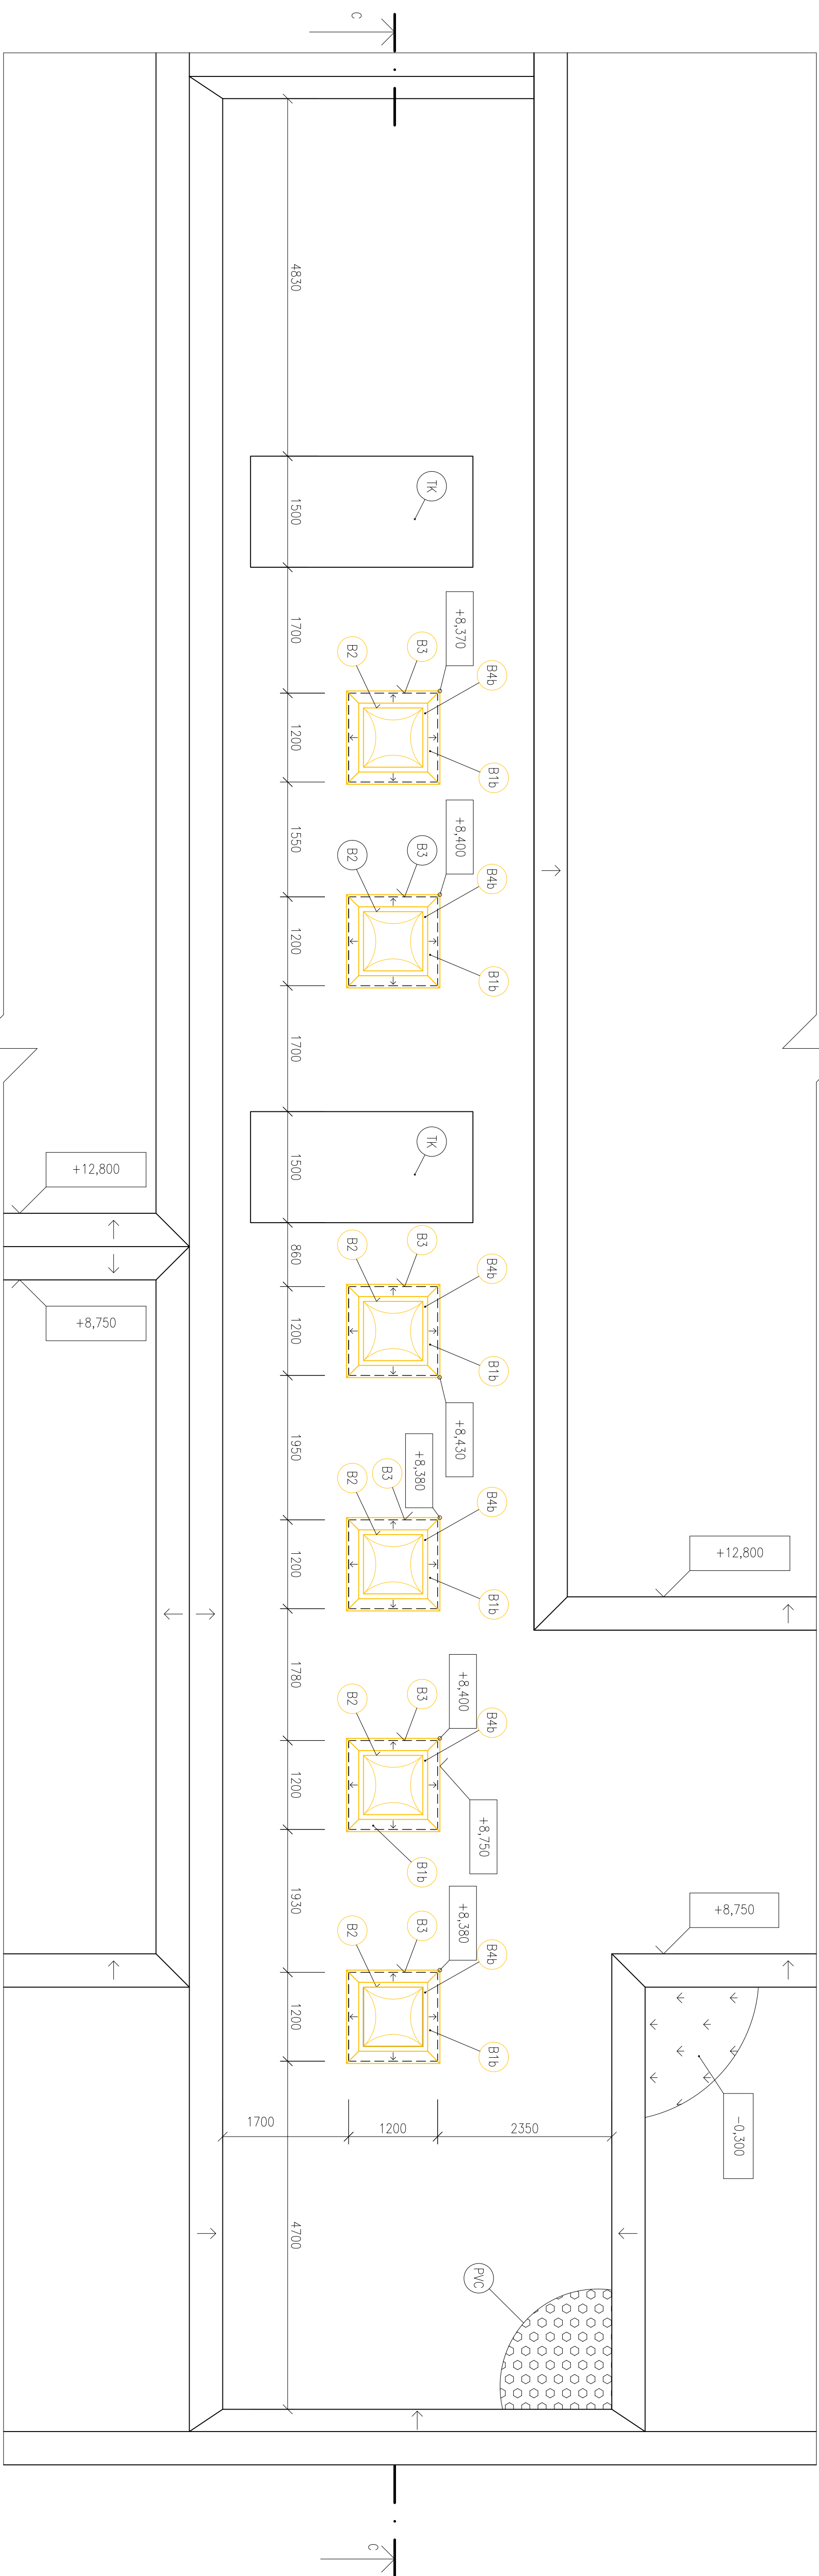 C
4830
TK
1500
+8,370
1700
B2
B3
B4b
1200
B1b
+8,400
1550
B2
B3
B4b
1200
B1b
1700
TK
1500
+12,800
860
B2
B3
B4b
+8,750
1200
B1b
+8,430
1950
+8,380
B2
B3
B4b
+12,800
1200
B1b
1780
+8,400
B2
B3
B4b
1200
+8,750
B1b
1930
+8,380
+8,750
B2
B3
B4b
1200
B1b
1700
1200
2350
-0,300
4700
PVC
C